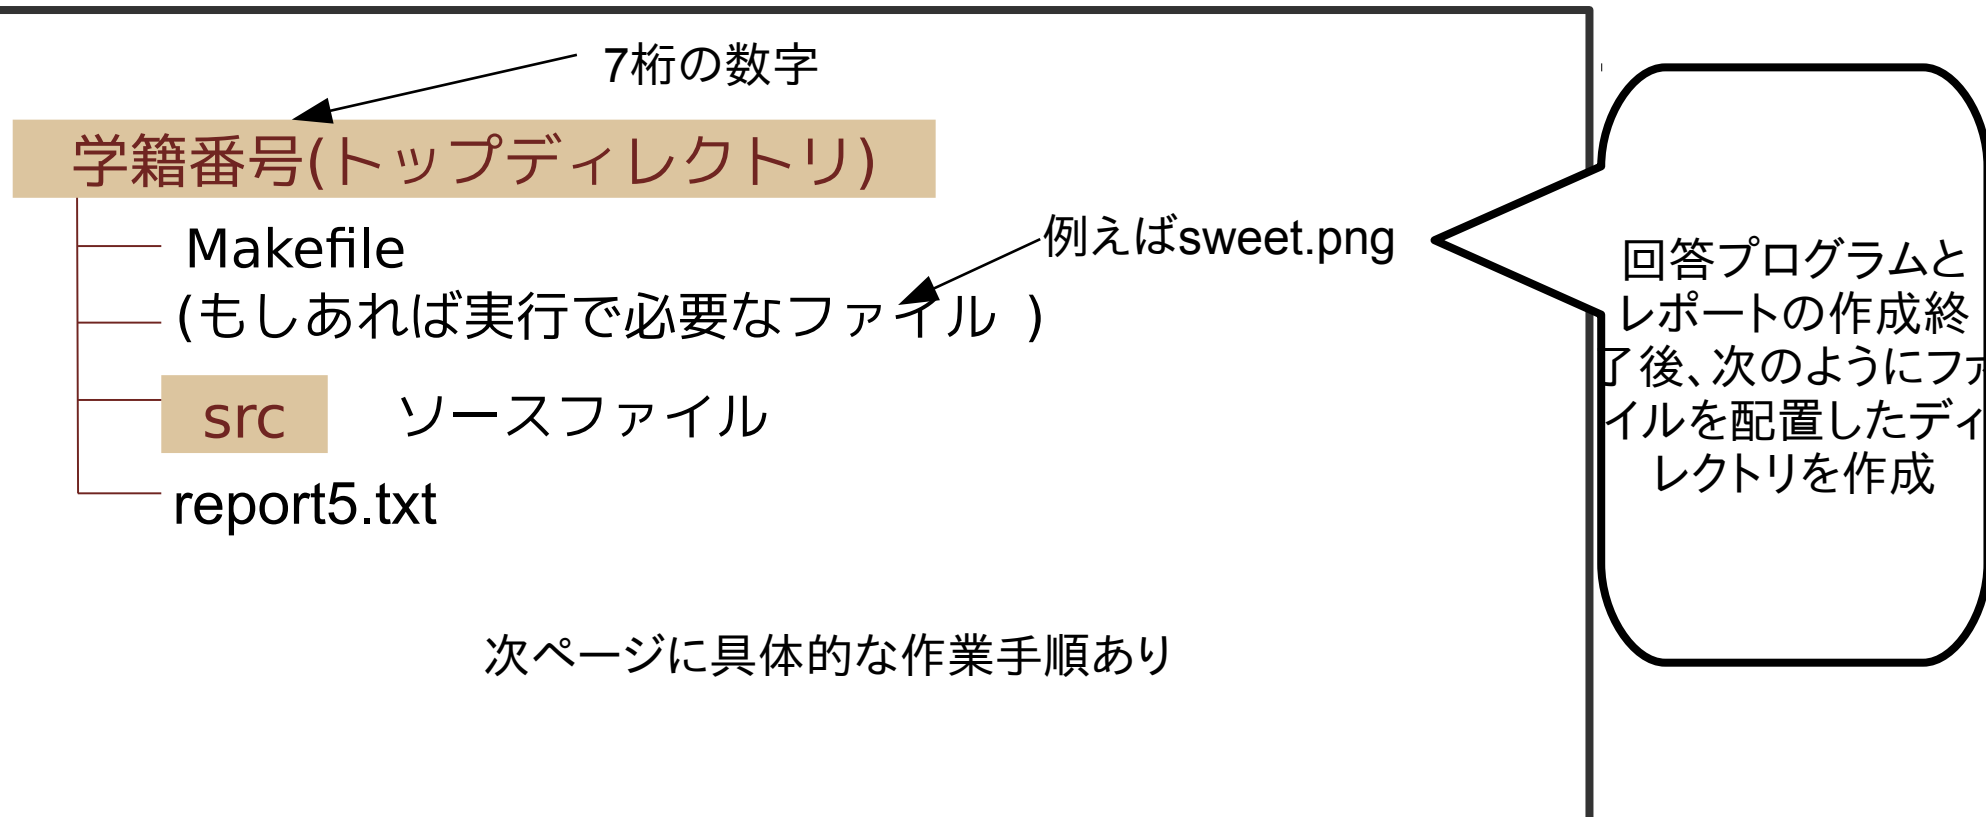 7桁の数字
学籍番号(トップディレクトリ)
Makefile
例えばsweet.png
(もしあれば実行で必要なファイル )
src ソースファイル
report5.txt
次ページに具体的な作業手順あり
回答プログラムと
レポートの作成終
了後、次のようにファ
イルを配置したディ
レクトリを作成